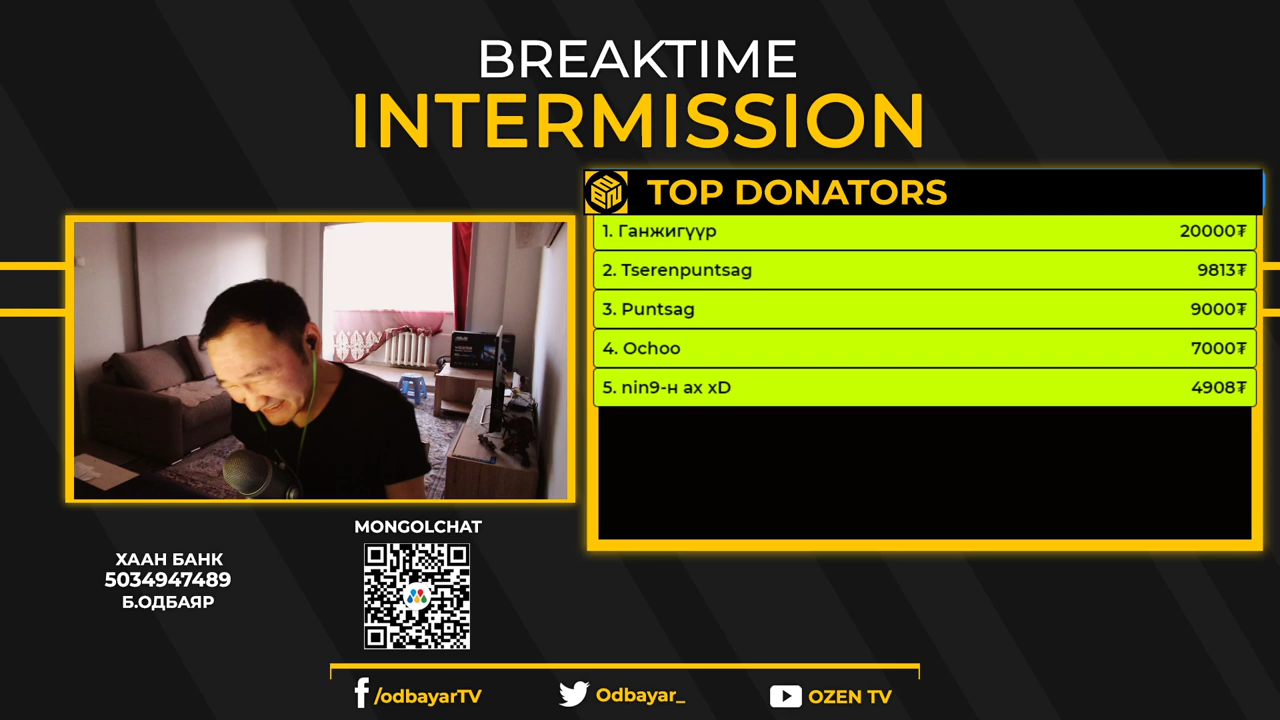 BREAKTIME
INTERMISSION
TOP DONATORS
1. Ганжигүүр 20000₮
2. Tserenpuntsag 9813₮
3. Puntsag 9000₮
4. Ochoo 7000₮
5. nin9-н ах xD 4908₮
MONGOLCHAT
ХААН БАНК
5034947489
Б.ОДБАЯР
/odbayarTV Odbayar_ OZEN TV